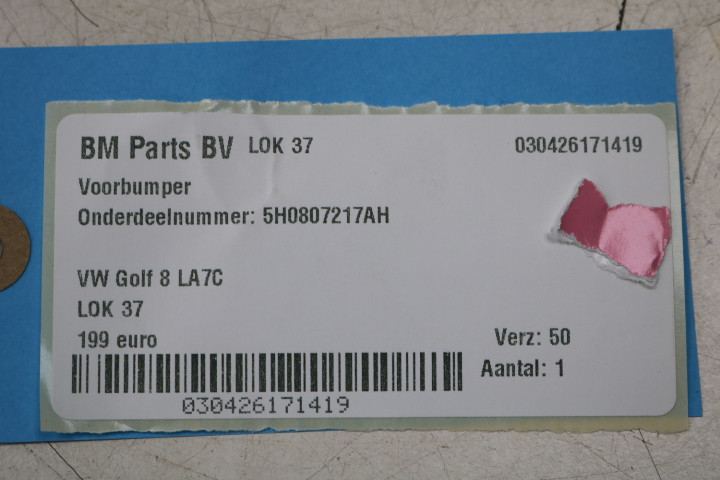 BM Parts BV LOK 37 030426171419
Voorbumper
Onderdeelnummer: 5H0807217AH
VW Golf 8 LA7C
LOK 37
199 euro Verz: 50
Aantal: 1
030426171419